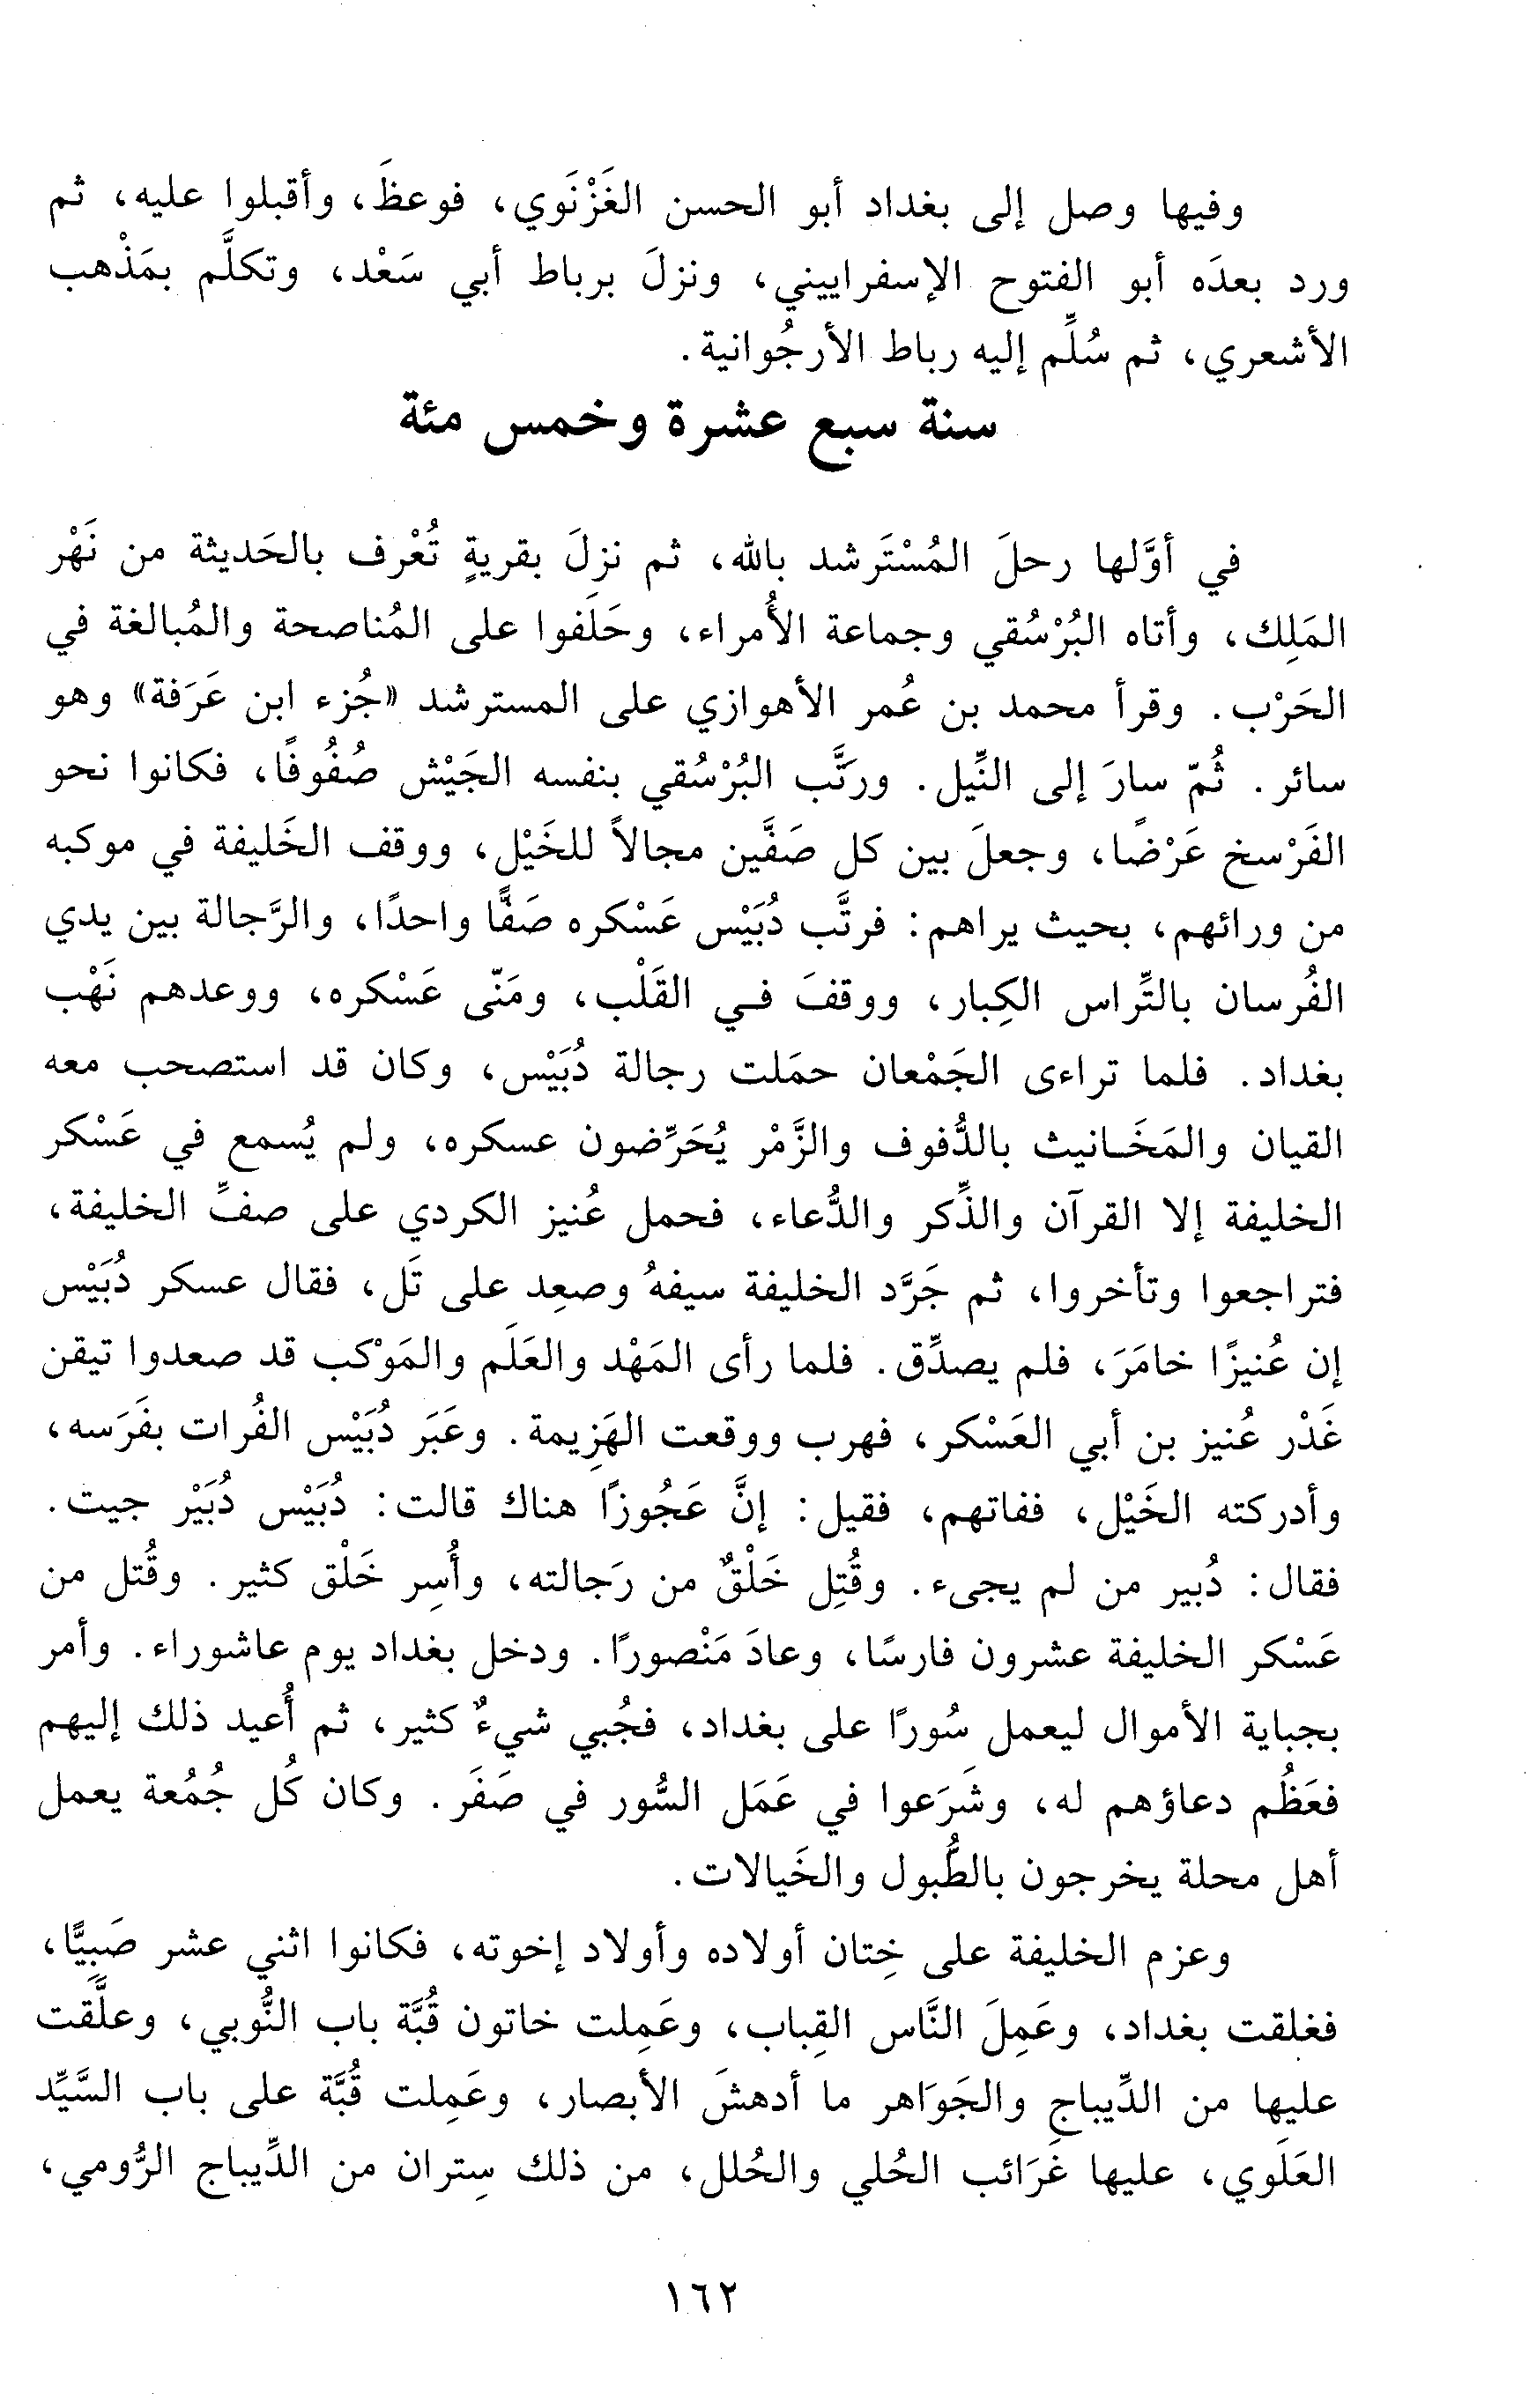 وفيها وصل إلى بغداد أبو الحسن الغَزْنَوي، فوعظَ، وأقبلوا عليه، ثم
ورد بعدَه أبو الفتوح الإسفراييني، ونزلَ برباط أبي سَعْد، وتكلَّم بمَذْهب
الأشعري، ثم سُلِّم إليه رباط الأرجُوانية.
سنة سبع عشرة وخمس مئة
في أوَّلها رحلَ المُسْتَرشد بالله، ثم نزلَ بقريةٍ تُعْرف بالحَديثة من نَهْر
المَلِك، وأتاه البُرْسُقي وجماعة الأُمراء، وحَلَفوا على المُناصحة والمُبالغة في
الحَرْب. وقرأ محمد بن عُمر الأهوازي على المسترشد «جُزء ابن عَرَفة» وهو
سائر. ثُمّ سارَ إلى النِّيل. ورَتَّب البُرْسُقي بنفسه الجَيْش صُفُوفًا، فكانوا نحو
الفَرْسخ عَرْضًا، وجعلَ بين كل صَفَّين مجالاً للخَيْل، ووقف الخَليفة في موكبه
من ورائهم، بحيث يراهم: فرتَّب دُبَيْس عَسْكره صَفًّا واحدًا، والرَّجالة بين يدي
الفُرسان بالتِّراس الكِبار، ووقفَ في القَلْب، ومَنّى عَسْكره، ووعدهم نَهْب
بغداد. فلما تراءى الجَمْعان حمَلت رجالة دُبَيْس، وكان قد استصحب معه
القيان والمَخَانيث بالدُّفوف والزَّمْر يُحَرِّضون عسكره، ولم يُسمع في عَسْكر
الخليفة إلا القرآن والذِّكر والدُّعاء، فحمل عُنيز الكردي على صفِّ الخليفة،
فتراجعوا وتأخروا، ثم جَرَّد الخليفة سيفهُ وصعِد على تَل، فقال عسكر دُبَيْس
إن عُنيزًا خامَرَ، فلم يصدِّق. فلما رأى المَهْد والعَلَم والمَوْكب قد صعدوا تيقن
غَدْر عُنيز بن أبي العَسْكر، فهرب ووقعت الهَزِيمة. وعَبَرَ دُبَيْس الفُرات بفَرَسه،
وأدركته الخَيْل، ففاتهم، فقيل: إنَّ عَجُوزًا هناك قالت: دُبَيْس دُبَيْر جيت.
فقال: دُبير من لم يجىء. وقُتِل خَلْقٌ من رَجالته، وأُسِر خَلْق كثير. وقُتل من
عَسْكر الخليفة عشرون فارسًا، وعادَ مَنْصورًا. ودخل بغداد يوم عاشوراء. وأمر
بجباية الأموال ليعمل سُورًا على بغداد، فجُبي شيءٌ كثير، ثم أُعيد ذلك إليهم
فعَظُم دعاؤهم له، وشَرَعوا في عَمَل السُّور في صَفَر. وكان كُل جُمُعة يعمل
أهل محلة يخرجون بالطُّبول والخَيالات.
وعزم الخليفة على خِتان أولاده وأولاد إخوته، فكانوا اثني عشر صَبِيًّا،
فغلقت بغداد، وعَمِلَ النَّاس القِباب، وعَمِلت خاتون قُبَّة باب النُّوبي، وعلَّقت
عليها من الدِّيباجِ والجَوَاهر ما أدهشَ الأبصار، وعَمِلت قُبَّة على باب السَّيِّد
العَلَوي، عليها غَرَائب الحُلي والحُلل، من ذلك سِتران من الدِّيباج الرُّومي،
١٦٢